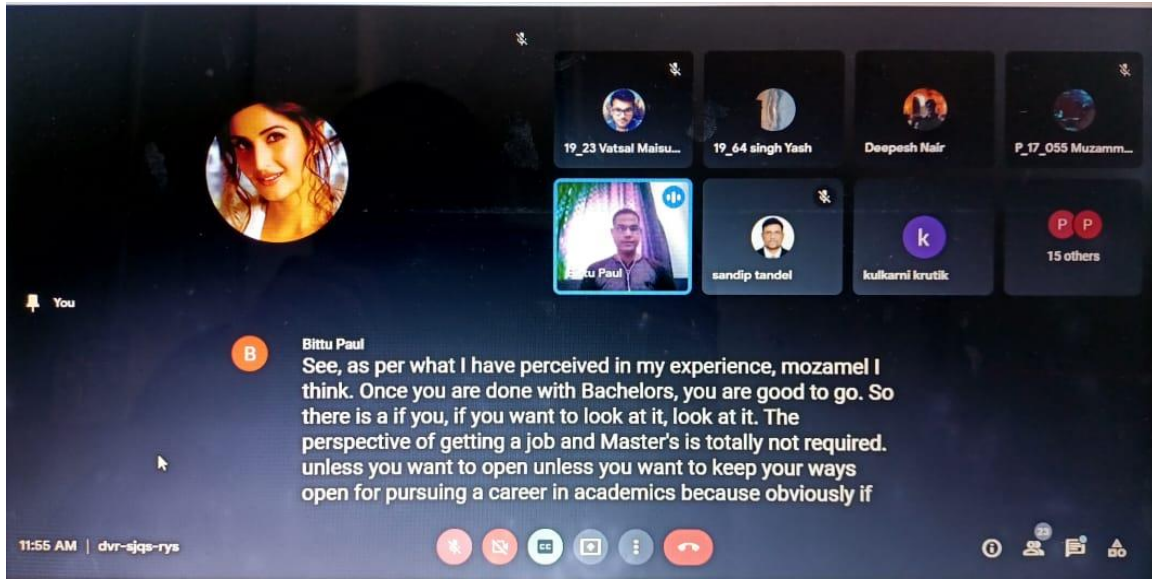 19_23 Vatsal Maisu...
19_64 singh Yash
Deepesh Nair
P_17_055 Muzamm...
Bittu Paul
sandip tandel
k
kulkarni krutik
P P
15 others
You
B
Bittu Paul
See, as per what I have perceived in my experience, mozamel I
think. Once you are done with Bachelors, you are good to go. So
there is a if you, if you want to look at it, look at it. The
perspective of getting a job and Master's is totally not required.
unless you want to open unless you want to keep your ways
open for pursuing a career in academics because obviously if
11:55 AM | dvr-sjqs-rys
CC
23